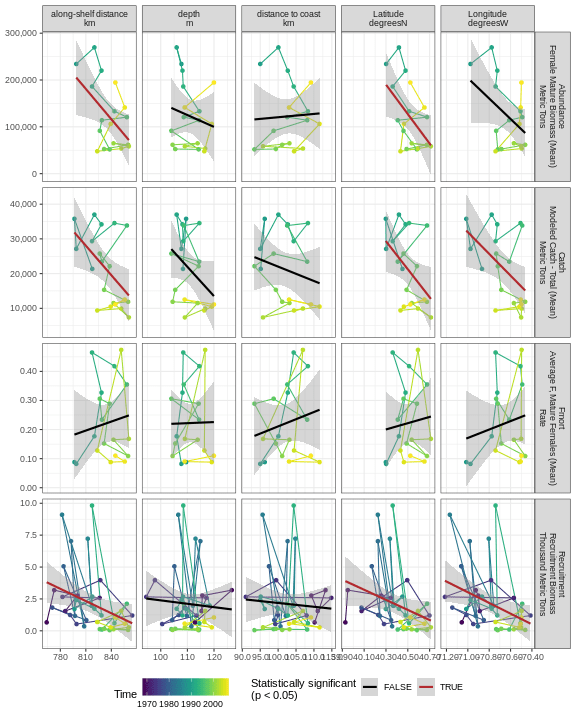 along-shelf distance
km
depth
m
distance to coast
km
Latitude
degreesN
Longitude
degreesW
300,000
200,000
100,000
0
Abundance
Female Mature Biomass (Mean)
Metric Tons
40,000
30,000
20,000
10,000
Catch
Modeled Catch - Total (Mean)
Metric Tons
0.40
0.30
0.20
0.10
0.00
Fmort
Average F, Mature Females (Mean)
Rate
10.0
7.5
5.0
2.5
0.0
Recruitment
Recruitment Biomass
Thousand Metric Tons
780 810 840
100 110 120
Time
1970 1980 1990 2000
Statistically significant
(p < 0.05)
FALSE
TRUE